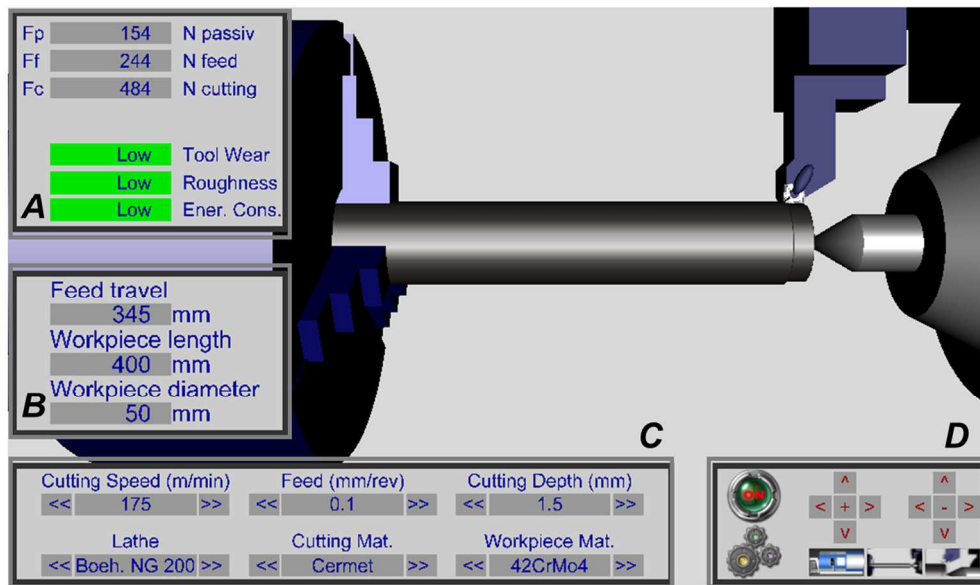 Fp 154 N passiv
Ff 244 N feed
Fc 484 N cutting
Low Tool Wear
Low Roughness
Low Ener. Cons.
A
Feed travel
345 mm
Workpiece length
400 mm
Workpiece diameter
50 mm
B
C
Cutting Speed (m/min) Feed (mm/rev) Cutting Depth (mm)
<< 175 >> << 0.1 >> << 1.5 >>
Lathe Cutting Mat. Workpiece Mat.
<< Boeh. NG 200 >> << Cermet >> << 42CrMo4 >>
D
ON
^ ^
< + > < - >
v v